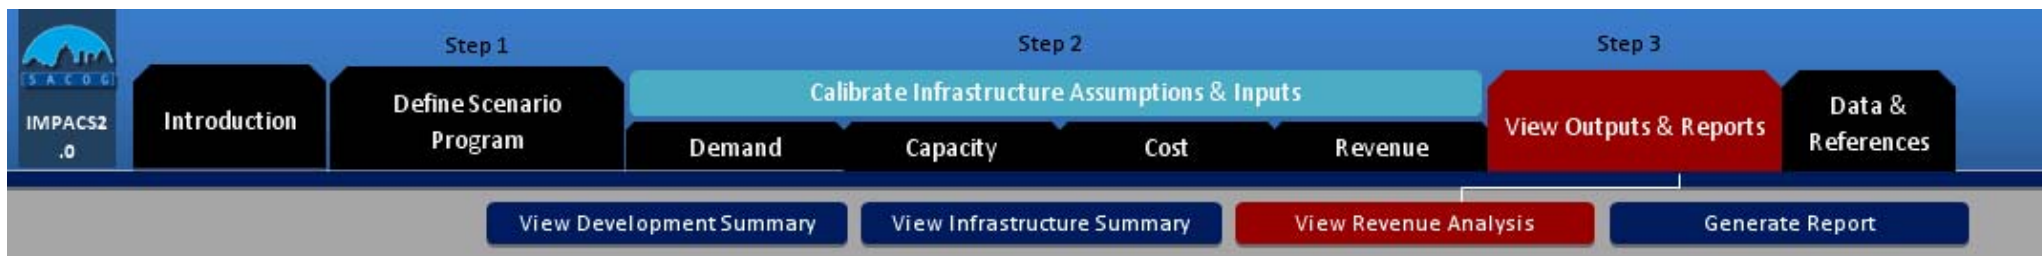 Step 1
Step 2
Step 3
SACOG
IMPACS2
.0
Introduction
Define Scenario
Program
Calibrate Infrastructure Assumptions & Inputs
Demand
Capacity
Cost
Revenue
View Outputs & Reports
Data &
References
View Development Summary
View Infrastructure Summary
View Revenue Analysis
Generate Report